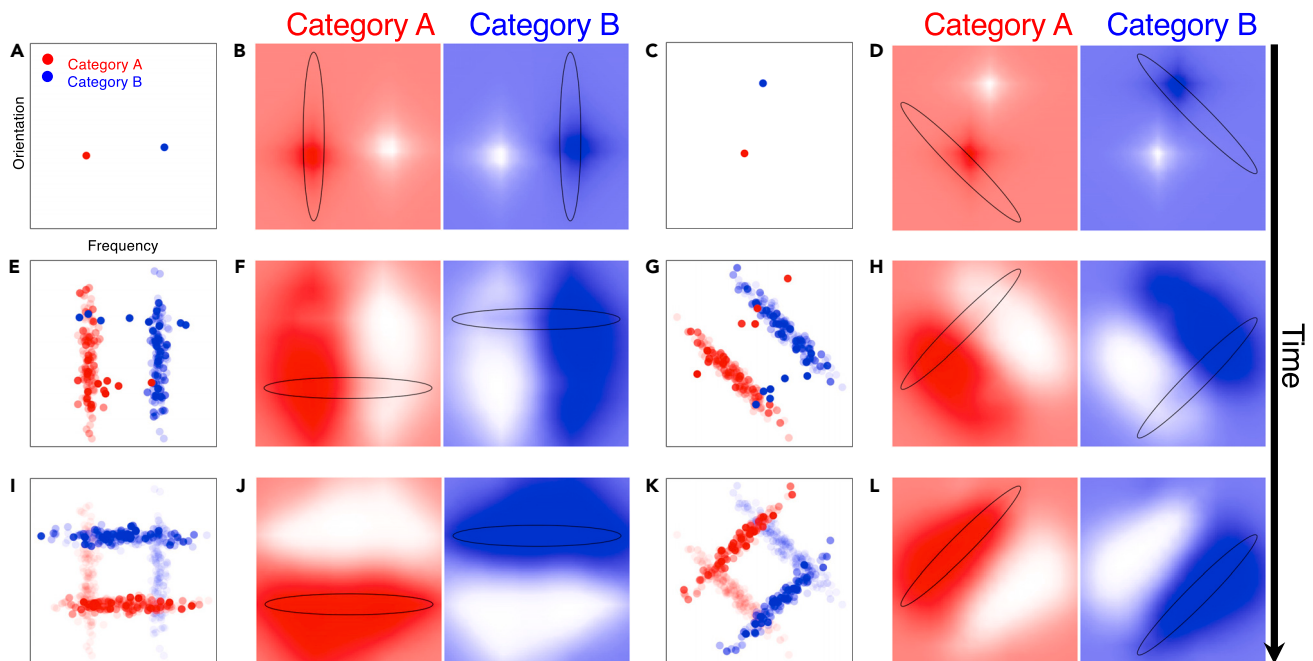 Category A Category B Category A Category B
A B C D
Category A
Category B
Orientation
Frequency
E F G H
Time
I J K L